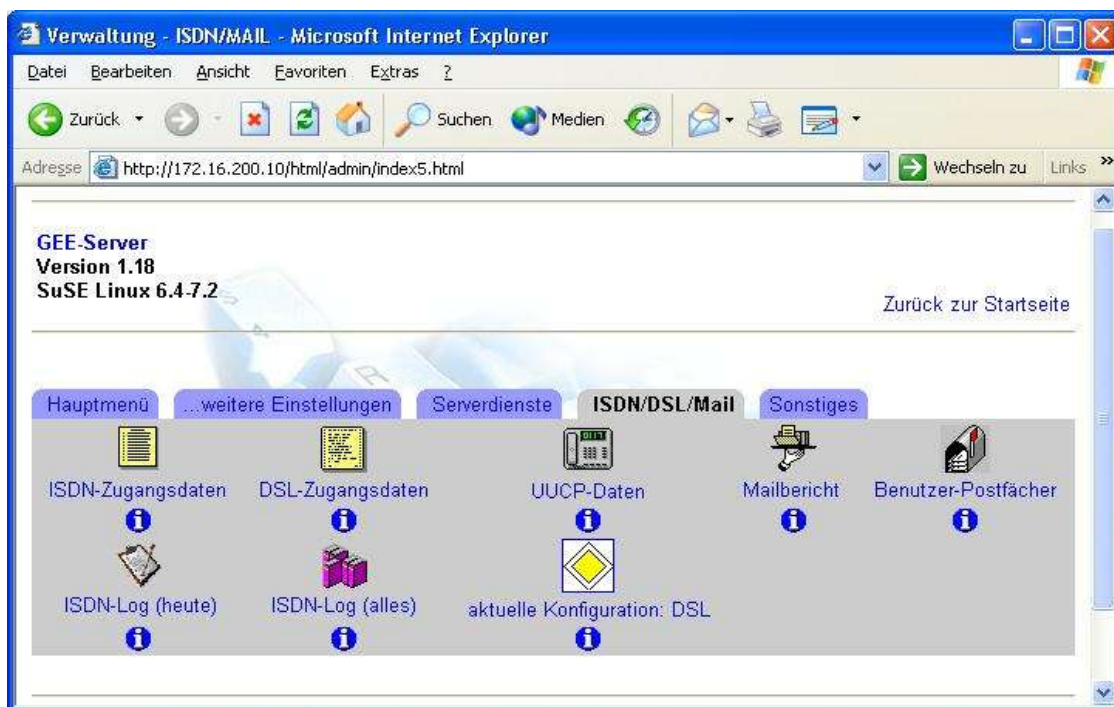 Verwaltung - ISDN/MAIL - Microsoft Internet Explorer
Datei Bearbeiten Ansicht Favoriten Extras ?
Zurück Suchen Medien
Adresse http://172.16.200.10/html/admin/index5.html Wechseln zu Links »
GEE-Server
Version 1.18
SuSE Linux 6.4-7.2
Zurück zur Startseite
Hauptmenü ...weitere Einstellungen Serverdienste ISDN/DSL/Mail Sonstiges
ISDN-Zugangsdaten DSL-Zugangsdaten UUCP-Daten Mailbericht Benutzer-Postfächer
ISDN-Log (heute) ISDN-Log (alles) aktuelle Konfiguration: DSL